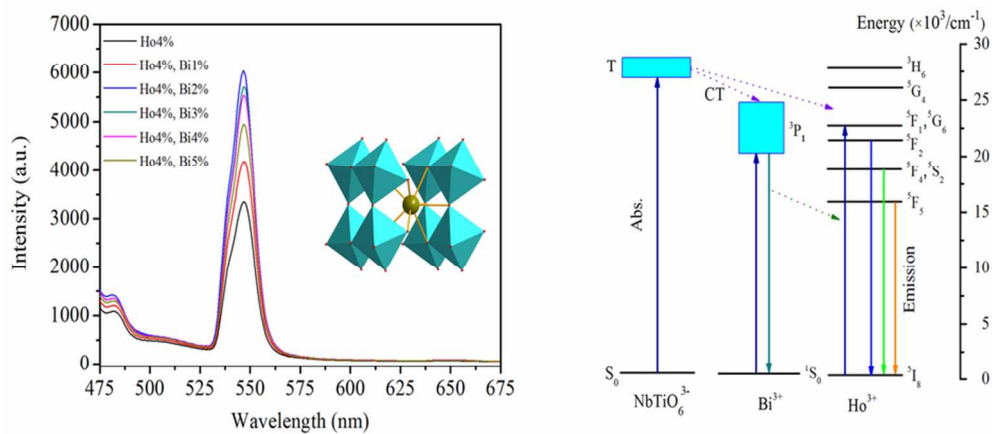 7000
6000
5000
4000
3000
2000
1000
0
Intensity (a.u.)
Ho4%
Ho4%, Bi1%
Ho4%, Bi2%
Ho4%, Bi3%
Ho4%, Bi4%
Ho4%, Bi5%
475 500 525 550 575 600 625 650 675
Wavelength (nm)
Energy (×10³/cm⁻¹)
30
25
20
15
10
5
0
T
CT
³P₁
³H₆
⁵G₄
⁵F₁,⁵G₆
⁵F₂
⁵F₄,⁵S₂
⁵F₅
Abs.
Emission
S₀
¹S₀
⁵I₈
NbTiO₆³⁻
Bi³⁺
Ho³⁺